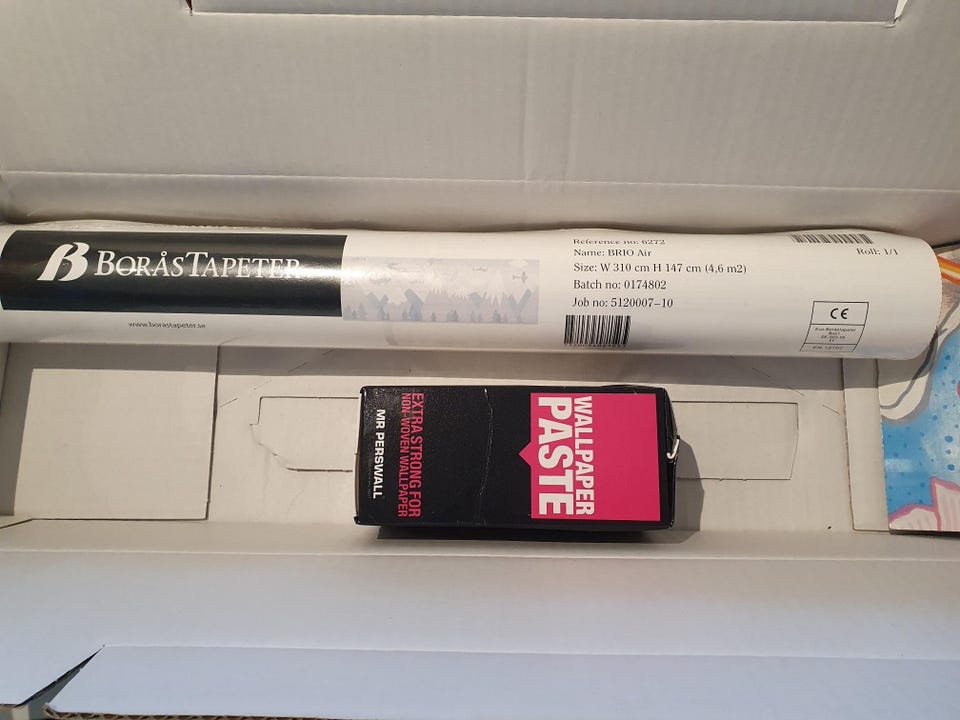 BORÅSTAPETER
www.borastapeter.se
Reference no: 6272
Name: BRIO Air
Size: W 310 cm H 147 cm (4,6 m2)
Batch no: 0174802
Job no: 5120007-10
Roll: 1/1
CE
WALLPAPER
PASTE
EXTRA STRONG FOR
NON-WOVEN WALLPAPER
MR PERSWALL